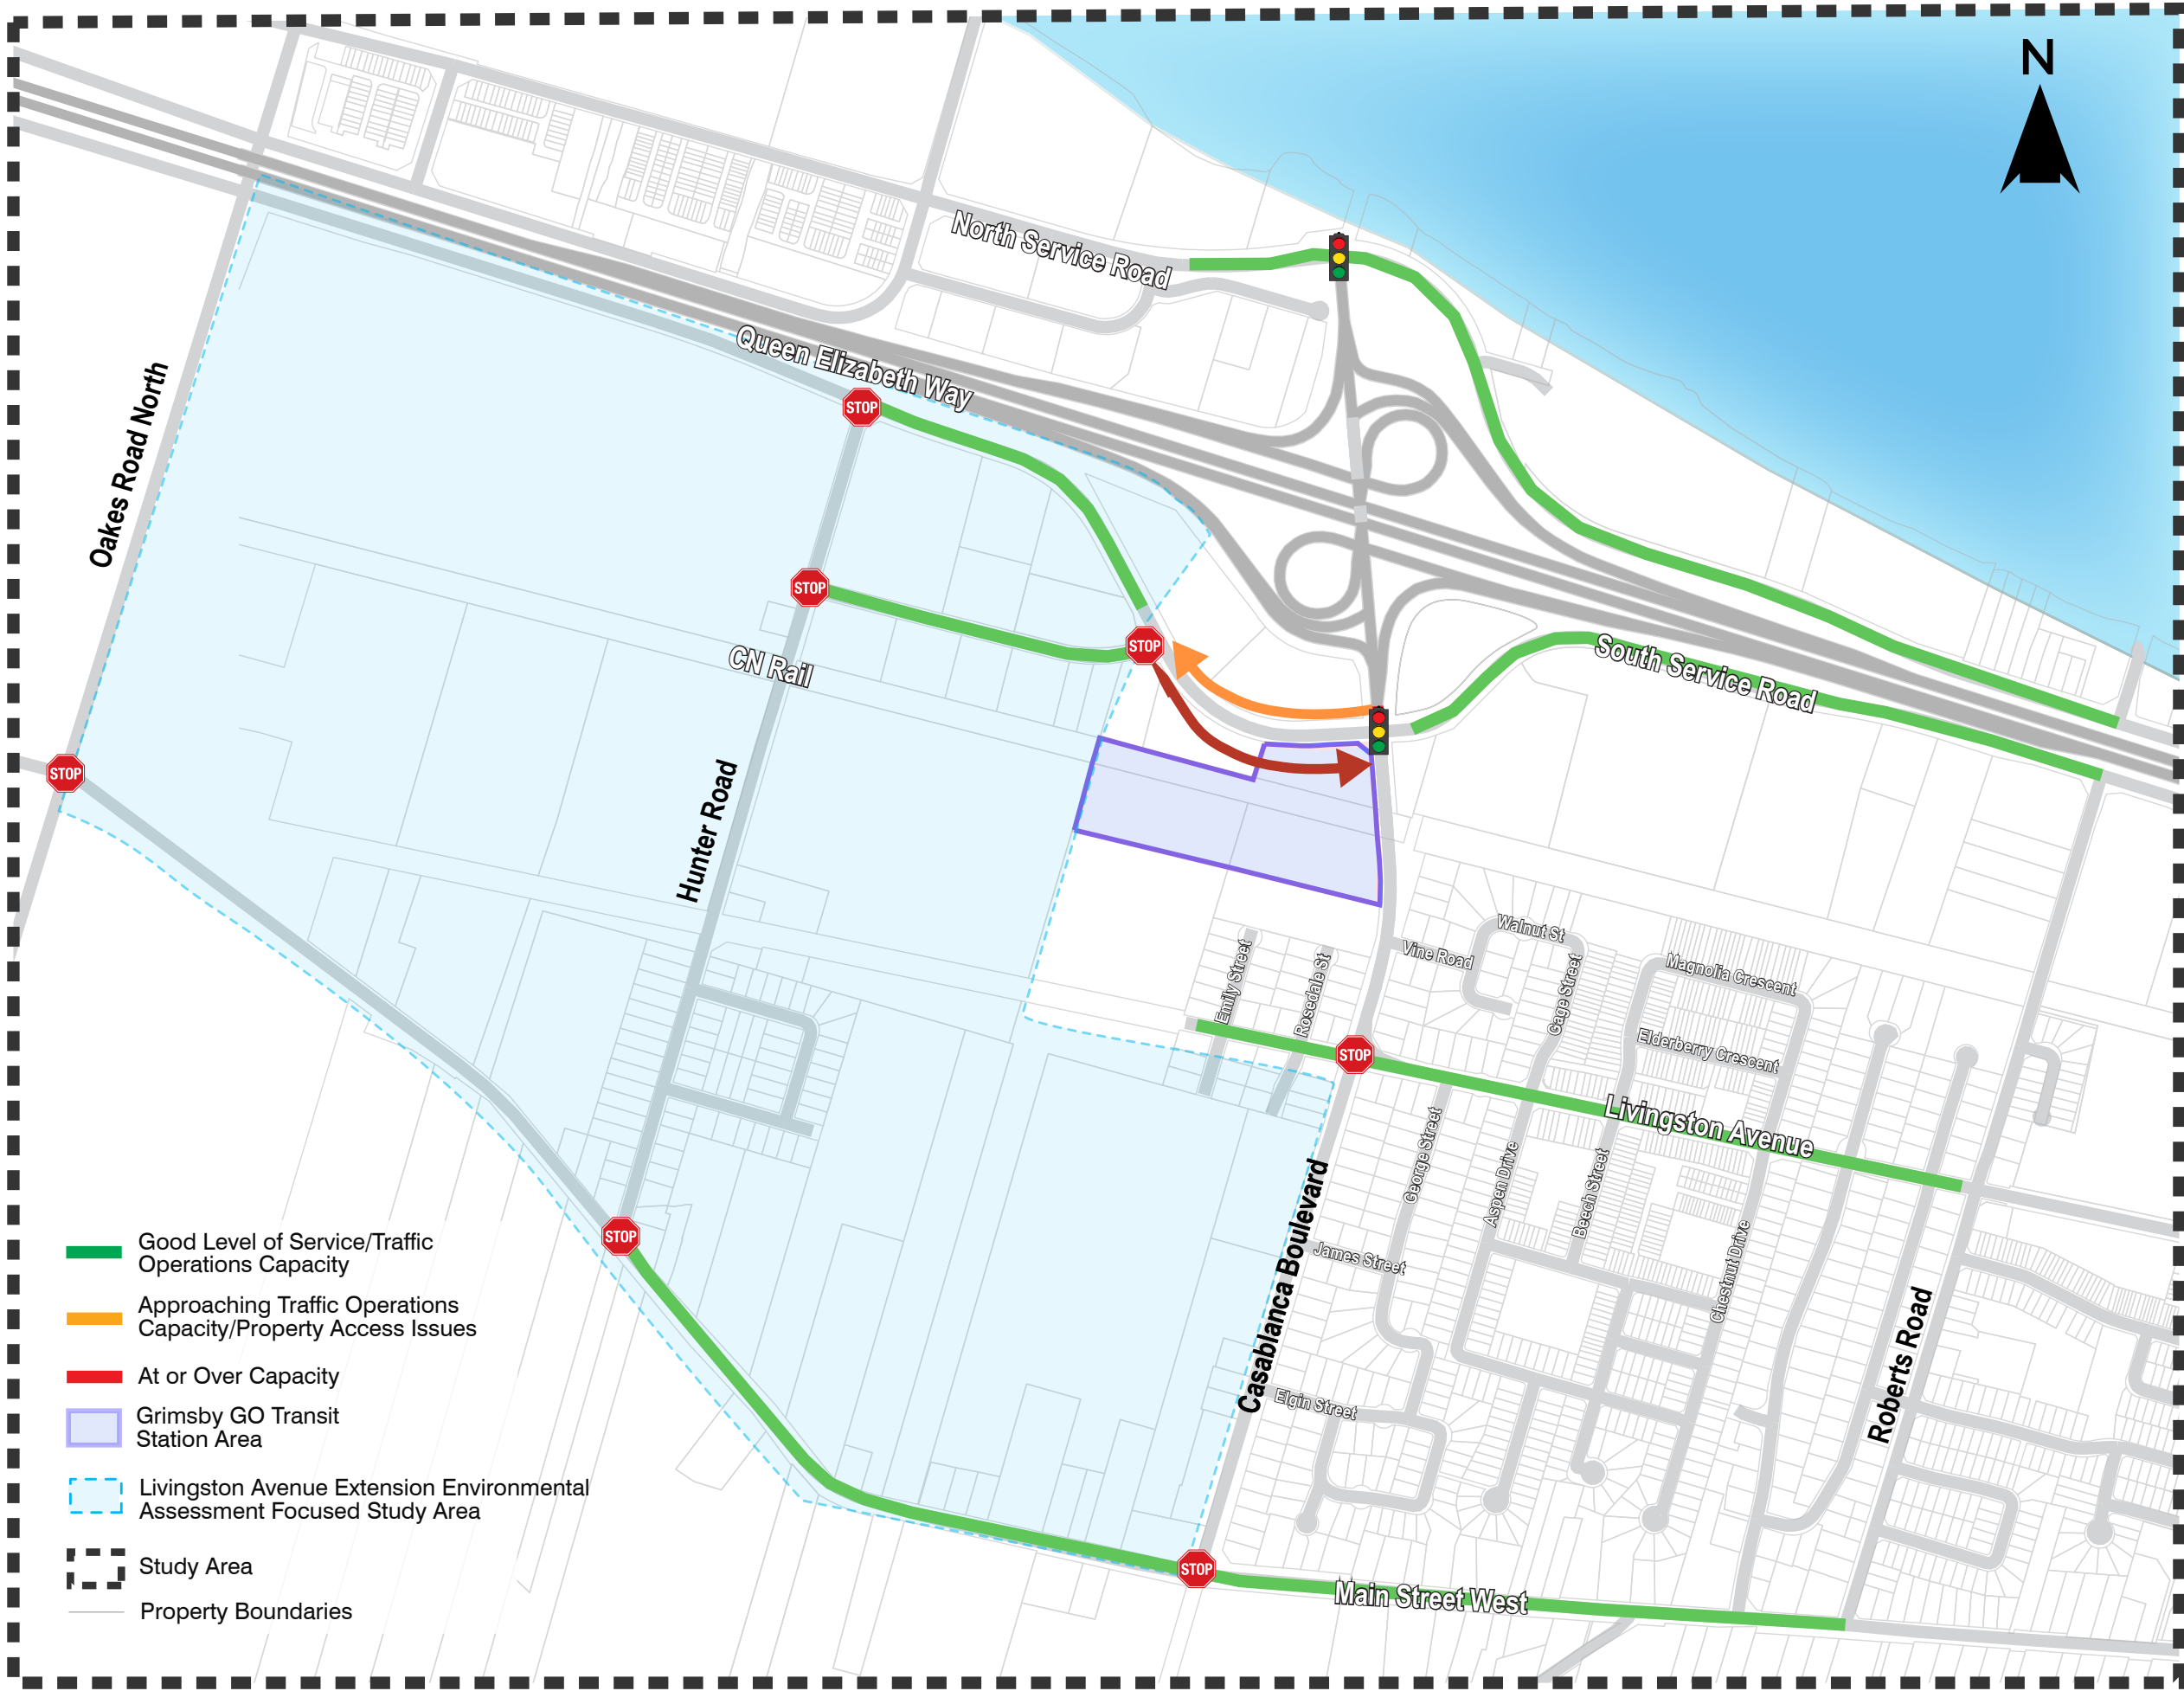 N
North Service Road
Queen Elizabeth Way
STOP
Oakes Road North
STOP
STOP
CN Rail
South Service Road
STOP
Hunter Road
Walnut St
Vine Road
Emily Street
Rosedale St
Gage Street
Magnolia Crescent
Elderberry Crescent
STOP
Livingston Avenue
George Street
Aspen Drive
Beech Street
Casablanca Boulevard
James Street
Chestnut Drive
STOP
Roberts Road
Elgin Street
STOP
Main Street West
Good Level of Service/Traffic
Operations Capacity
Approaching Traffic Operations
Capacity/Property Access Issues
At or Over Capacity
Grimsby GO Transit
Station Area
Livingston Avenue Extension Environmental
Assessment Focused Study Area
Study Area
Property Boundaries